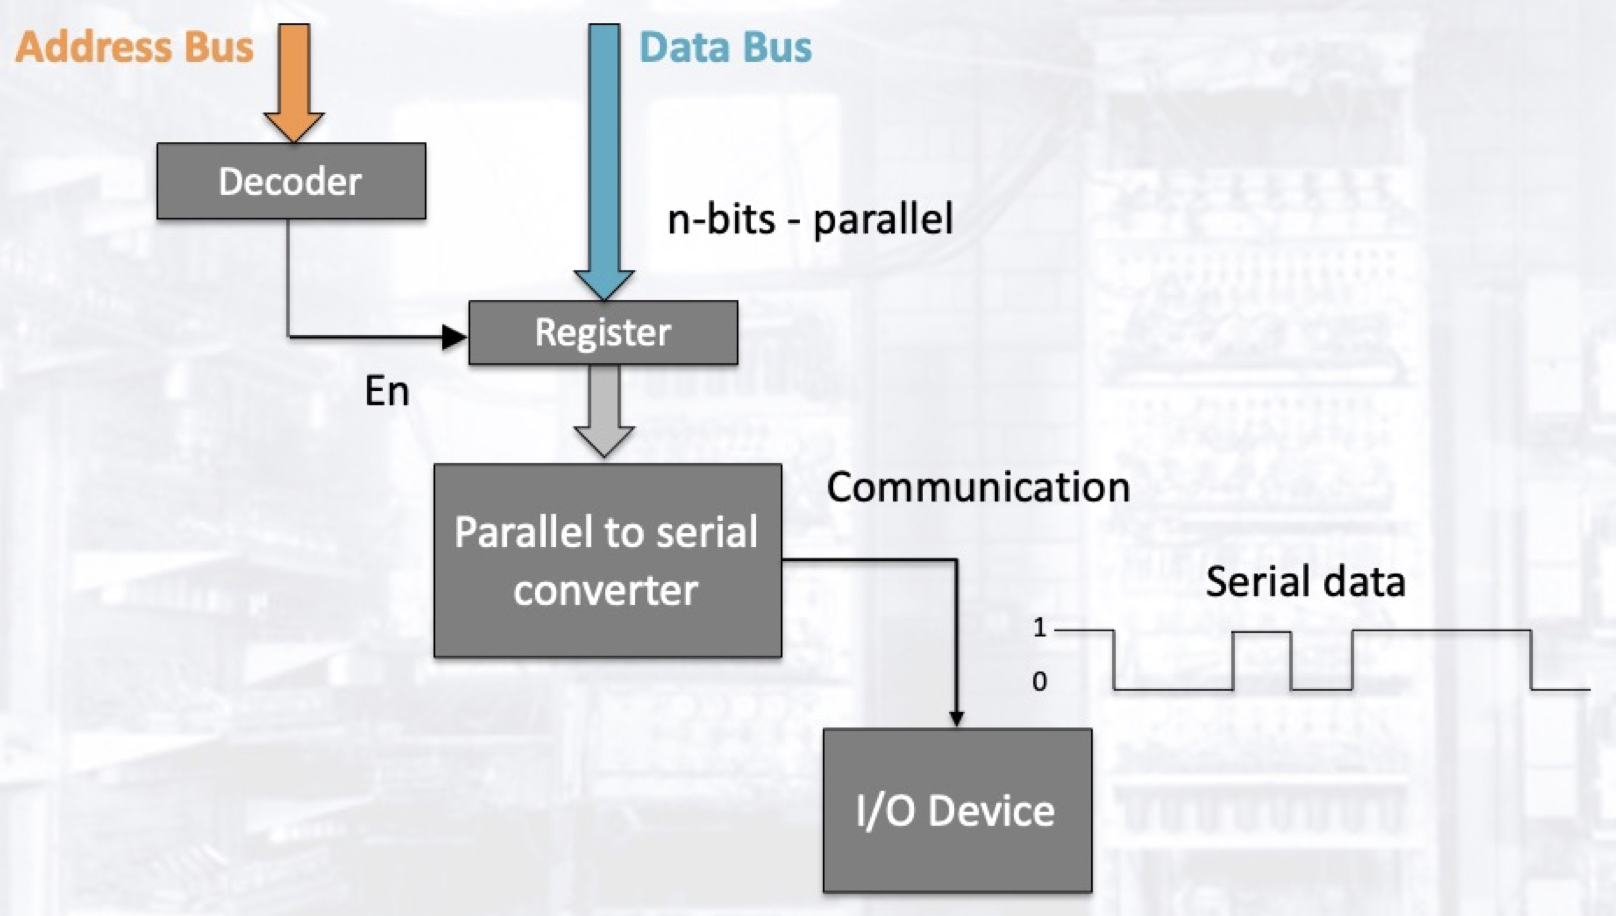 Address Bus
Data Bus
Decoder
n-bits - parallel
Register
En
Parallel to serial
converter
Communication
Serial data
1
0
I/O Device